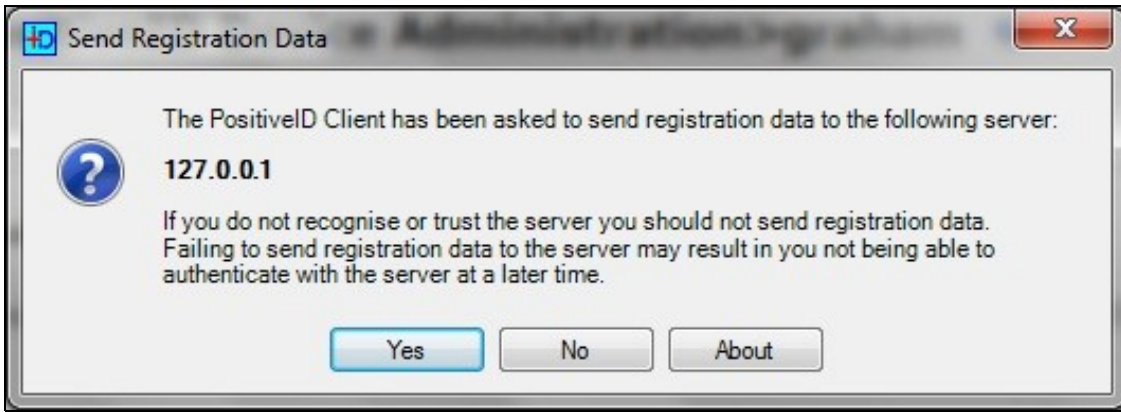 Send Registration Data
Administration>graham
The PositiveID Client has been asked to send registration data to the following server:
127.0.0.1
If you do not recognise or trust the server you should not send registration data.
Failing to send registration data to the server may result in you not being able to
authenticate with the server at a later time.
Yes
No
About